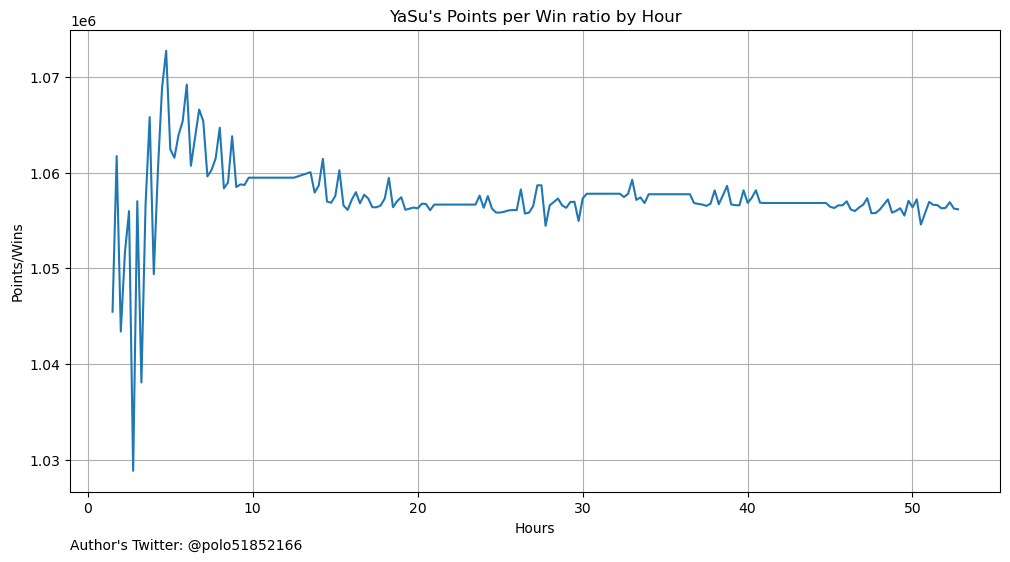 YaSu's Points per Win ratio by Hour
1e6
1.07
1.06
1.05
1.04
1.03
Points/Wins
0 10 20 30 40 50
Hours
Author's Twitter: @polo51852166